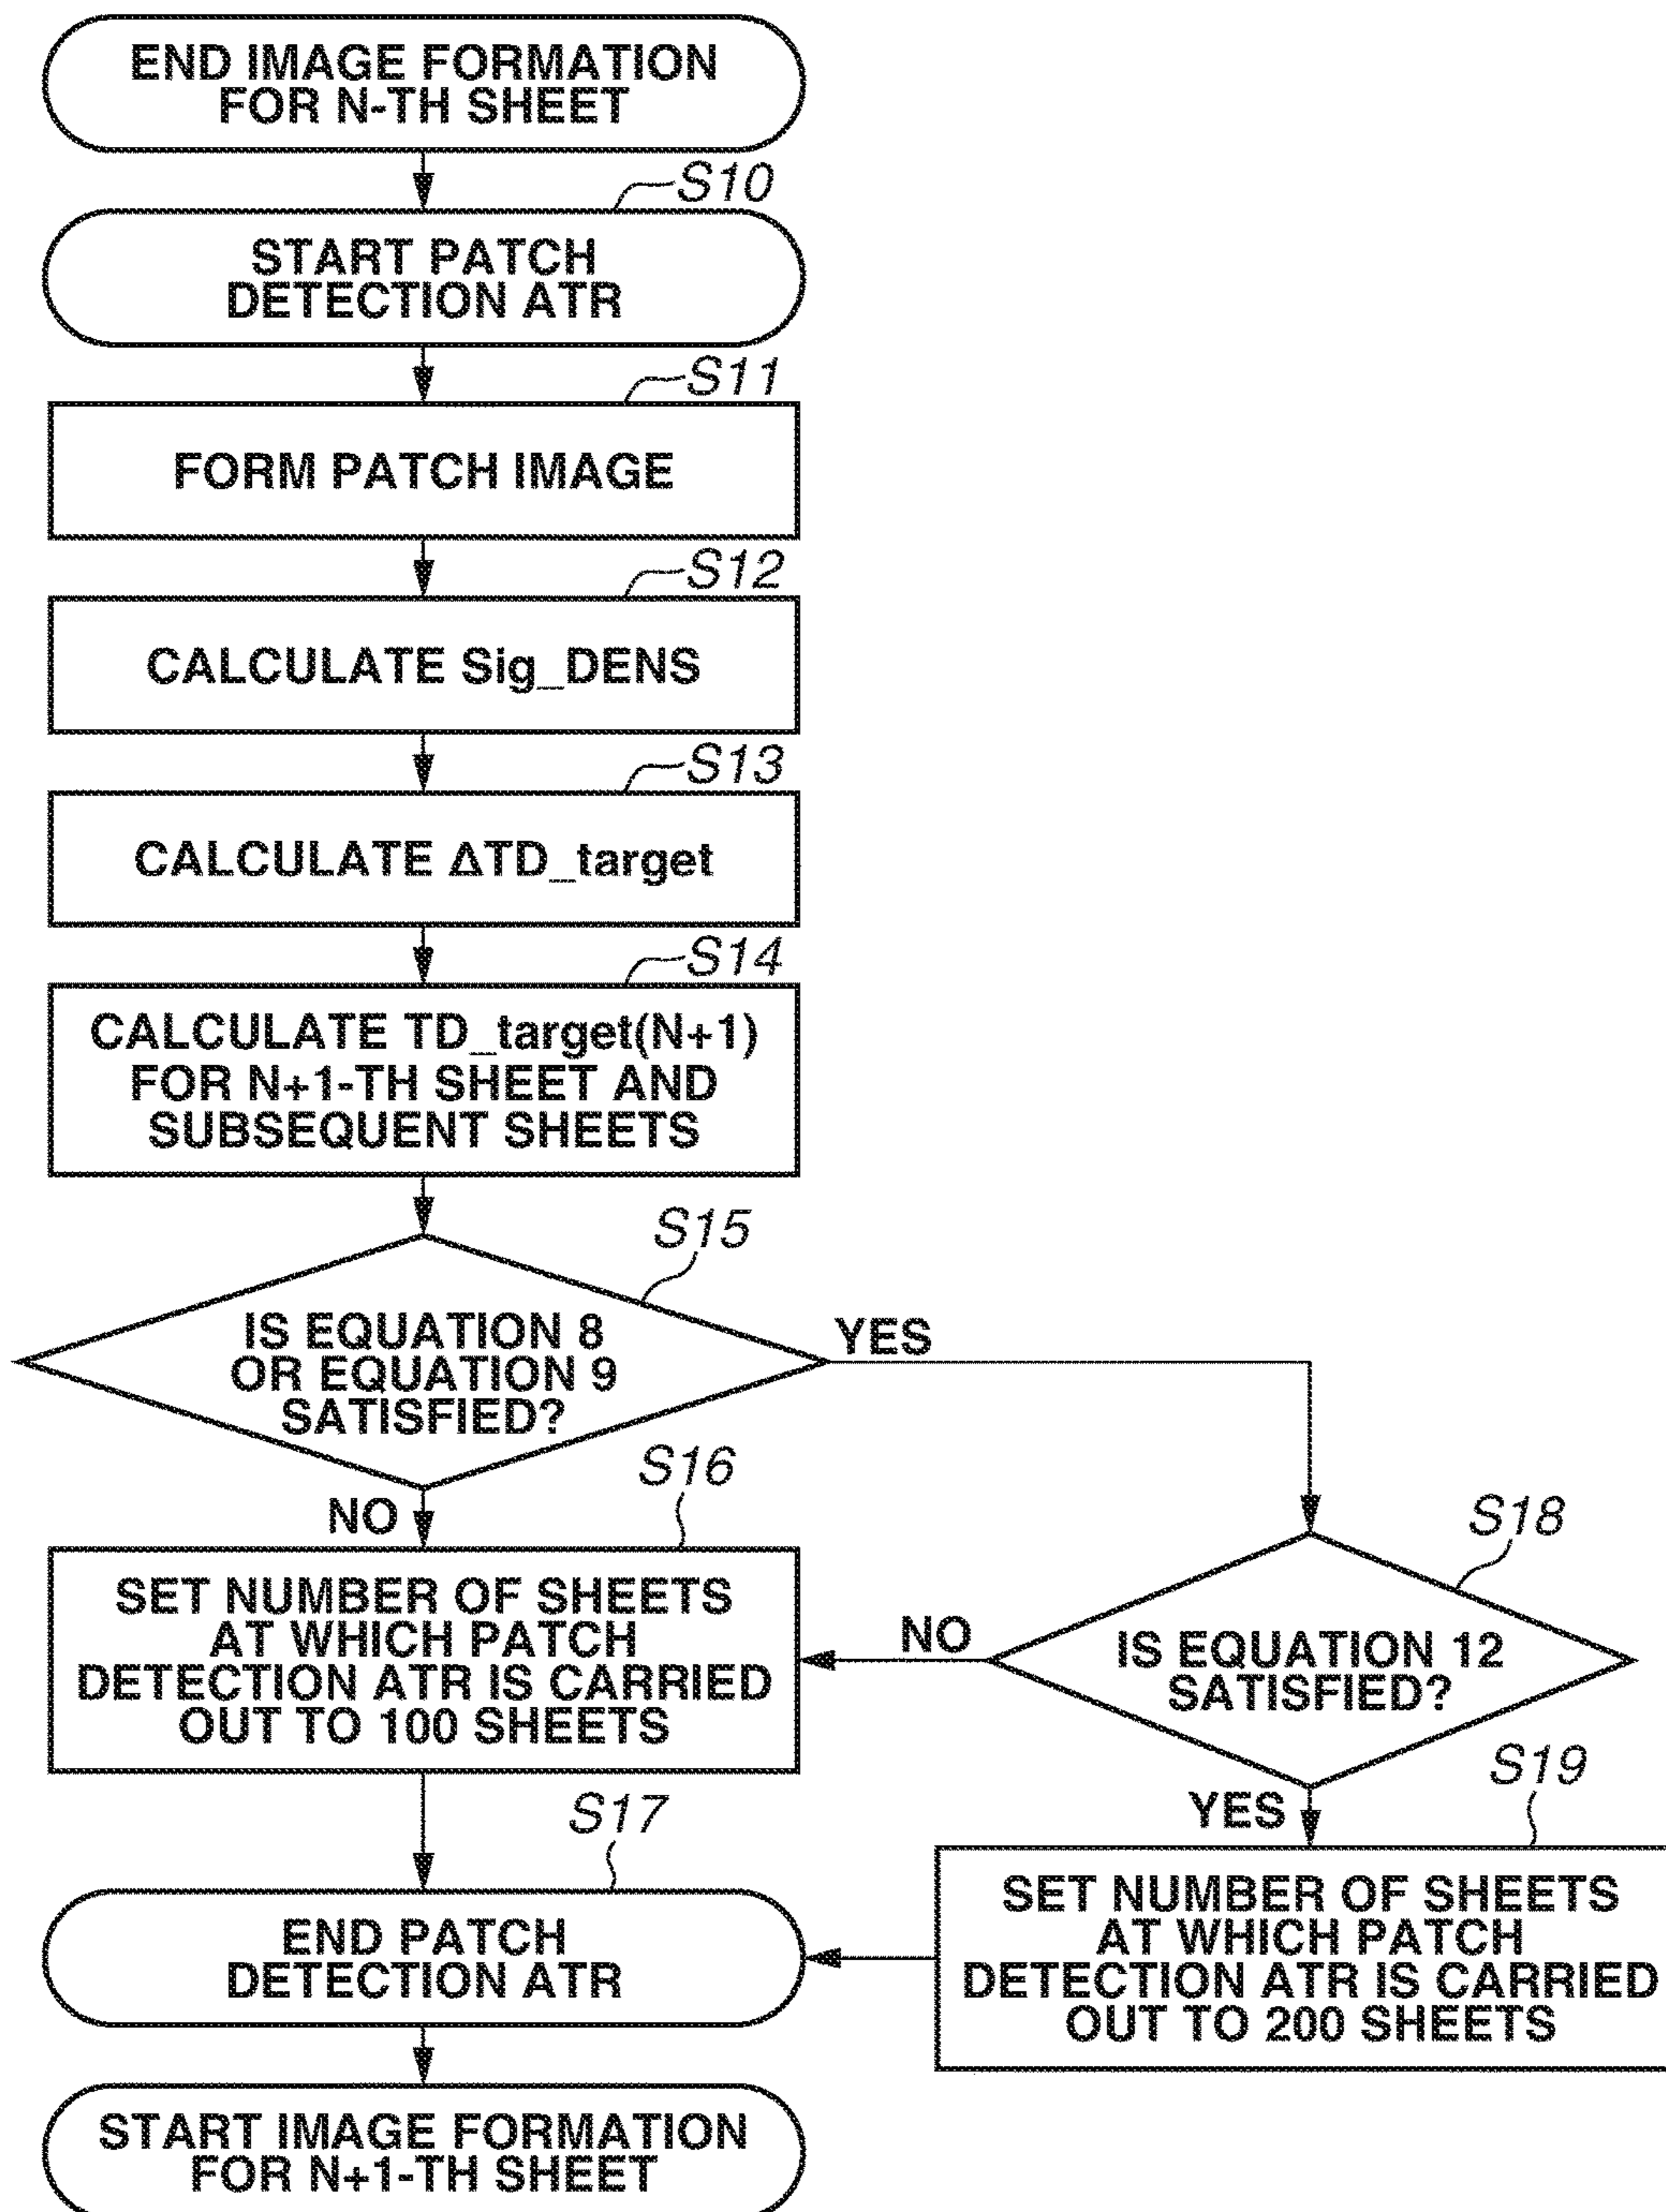 END IMAGE FORMATION
FOR N-TH SHEET
S10
START PATCH
DETECTION ATR
S11
FORM PATCH IMAGE
S12
CALCULATE Sig_DENS
S13
CALCULATE ΔTD_target
S14
CALCULATE TD_target(N+1)
FOR N+1-TH SHEET AND
SUBSEQUENT SHEETS
S15
IS EQUATION 8
OR EQUATION 9
SATISFIED?
YES
NO
S16
SET NUMBER OF SHEETS
AT WHICH PATCH
DETECTION ATR IS CARRIED
OUT TO 100 SHEETS
S18
IS EQUATION 12
SATISFIED?
NO
YES
S19
SET NUMBER OF SHEETS
AT WHICH PATCH
DETECTION ATR IS CARRIED
OUT TO 200 SHEETS
S17
END PATCH
DETECTION ATR
START IMAGE FORMATION
FOR N+1-TH SHEET